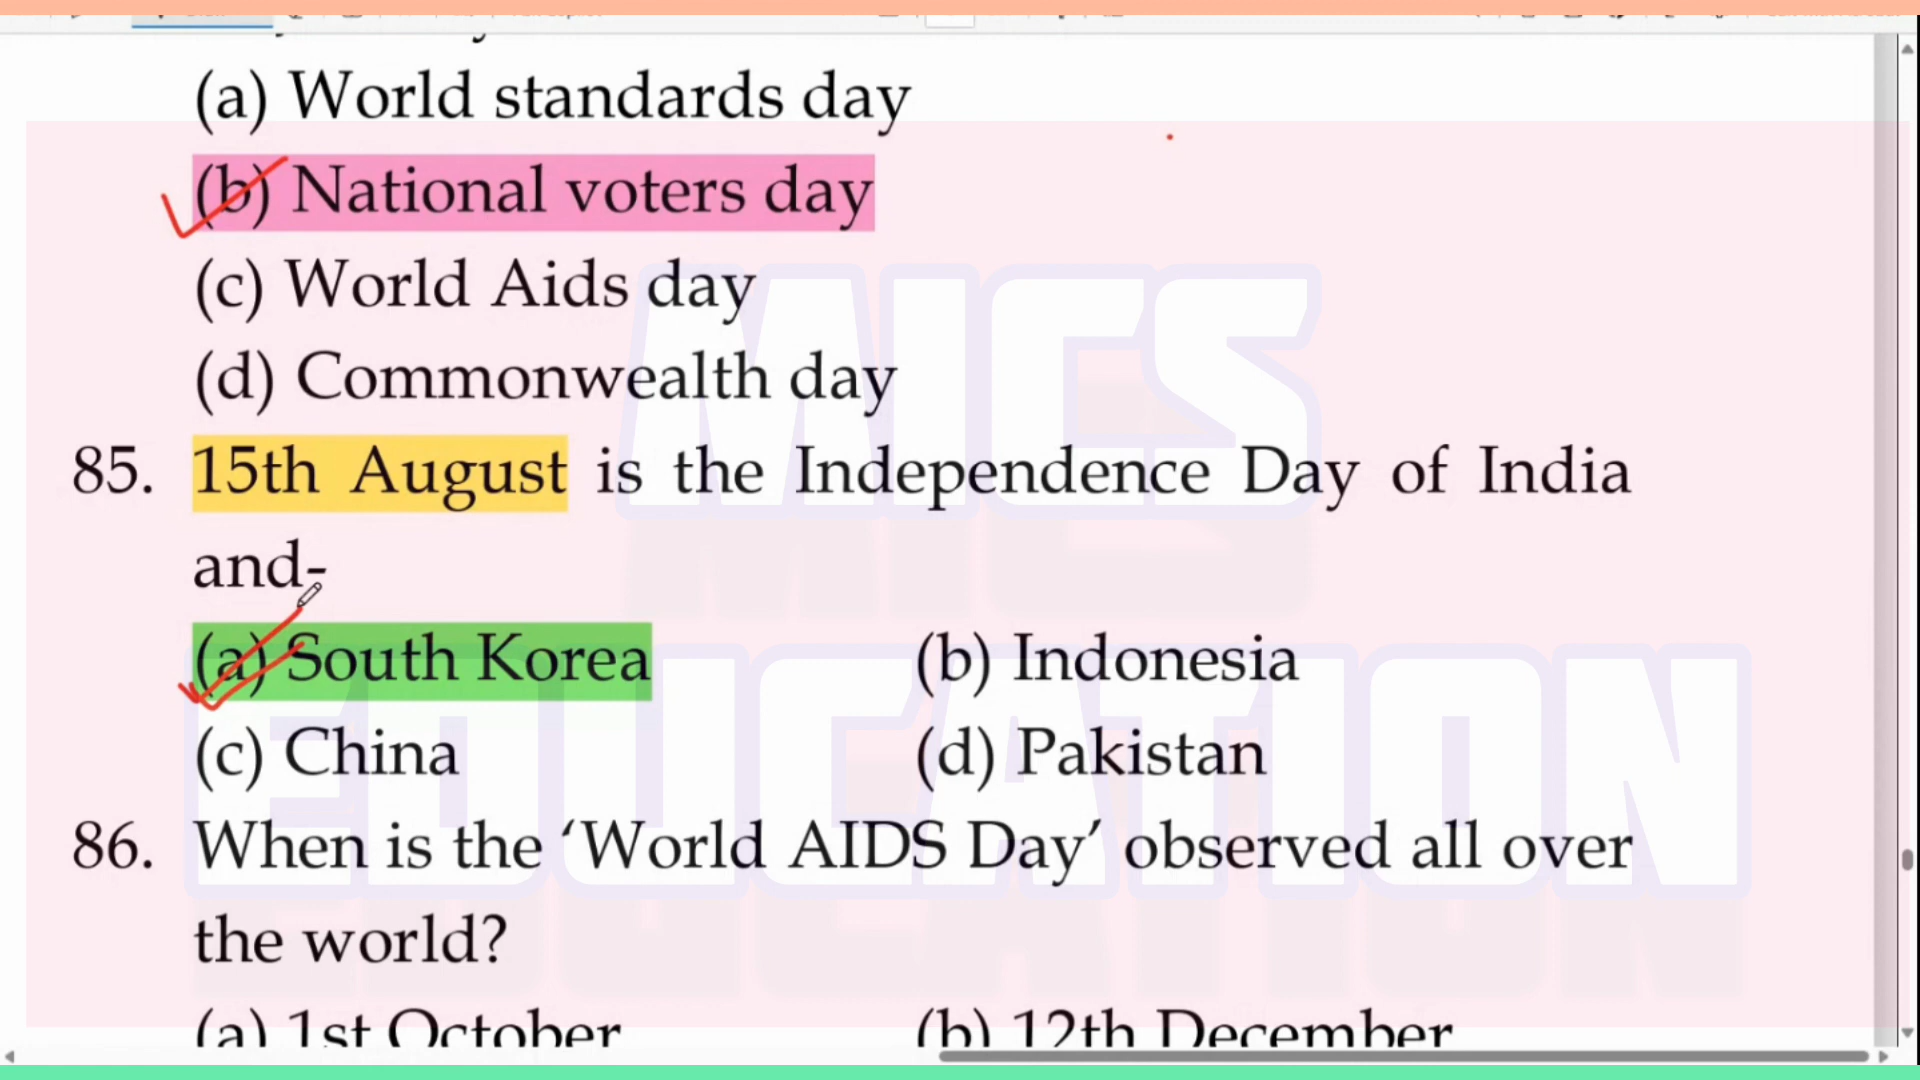 (a) World standards day
(b) National voters day
(c) World Aids day
(d) Commonwealth day
85. 15th August is the Independence Day of India
and-
(a) South Korea (b) Indonesia
(c) China (d) Pakistan
86. When is the ‘World AIDS Day’ observed all over
the world?
(a) 1st October (b) 12th December
MICS
EDUCATION